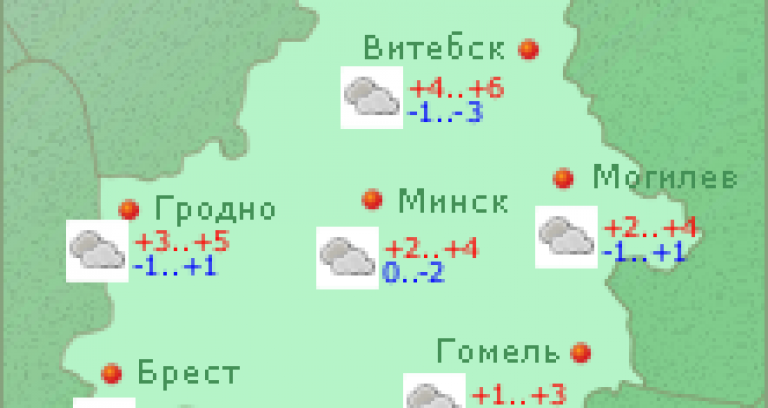 Витебск
+4..+6
-1..-3
Могилев
+2..+4
-1..+1
Гродно
+3..+5
-1..+1
Минск
+2..+4
0..-2
Гомель
+1..+3
Брест